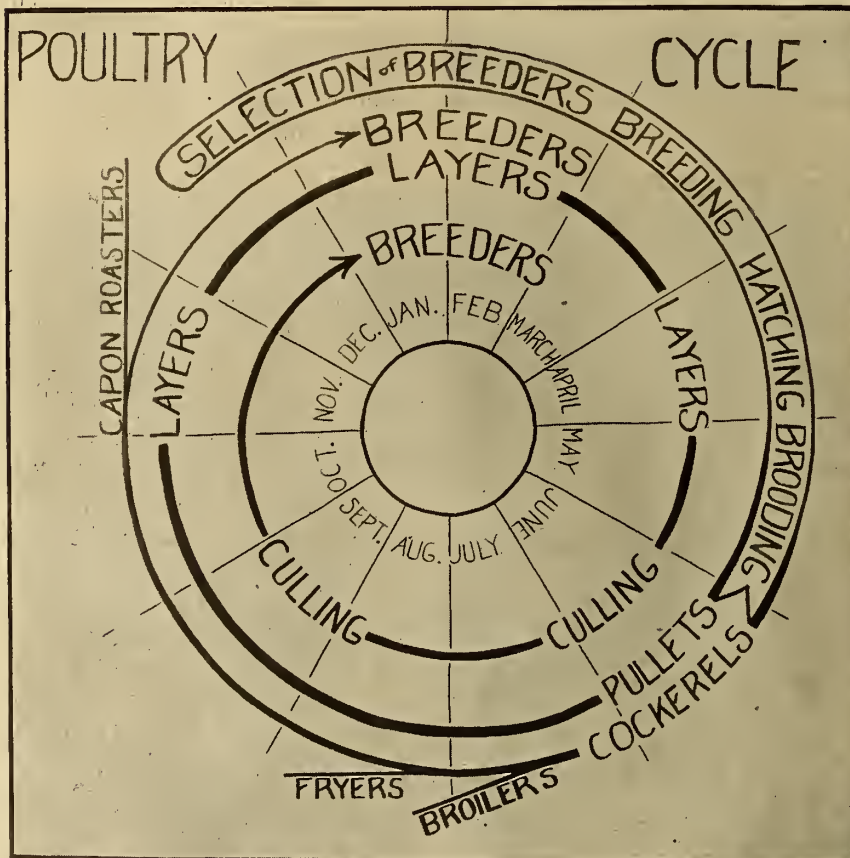 POULTRY CYCLE
SELECTION of BREEDERS BREEDING HATCHING BROODING
BREEDERS
LAYERS
BREEDERS
LAYERS
LAYERS
CAPON ROASTERS
JAN.
FEB.
MARCH
APRIL
MAY
JUNE
JULY
AUG.
SEPT.
OCT.
NOV.
DEC.
CULLING
CULLING
PULLETS
COCKERELS
FRYERS
BROILERS